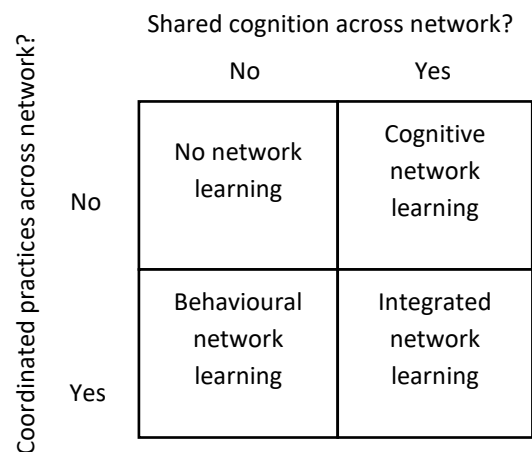 Shared cognition across network?
No Yes
Coordinated practices across network?
No
No network
learning
Cognitive
network
learning
Yes
Behavioural
network
learning
Integrated
network
learning